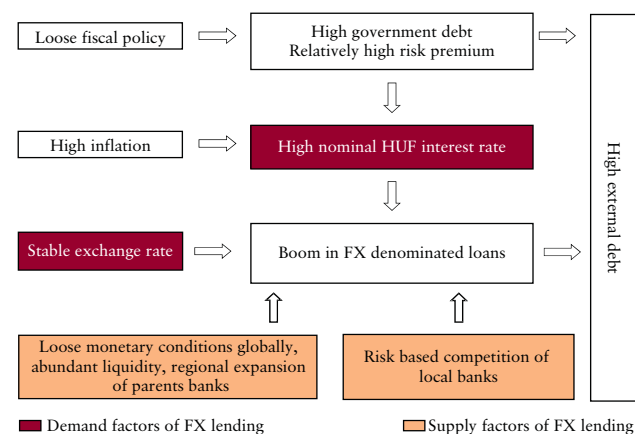 Loose fiscal policy
High government debt
Relatively high risk premium
High inflation
High nominal HUF interest rate
High external debt
Stable exchange rate
Boom in FX denominated loans
Loose monetary conditions globally,
abundant liquidity, regional expansion
of parents banks
Risk based competition of
local banks
Demand factors of FX lending
Supply factors of FX lending